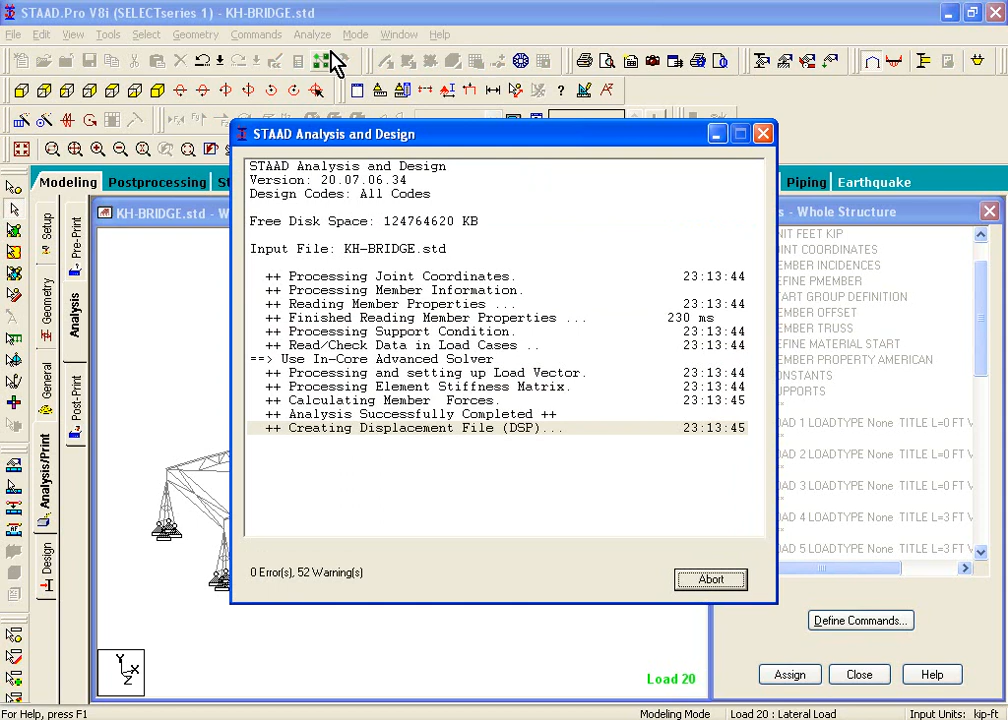 STAAD.Pro V8i (SELECTseries 1) - KH-BRIDGE.std
File Edit View Tools Select Geometry Commands Analyze Mode Window Help
Modeling Postprocessing Piping Earthquake
KH-BRIDGE.std - W
s - Whole Structure
Setup
Geometry
General
Analysis/Print
Design
Pre-Print
Analysis
Post-Print
STAAD Analysis and Design
STAAD Analysis and Design
Version: 20.07.06.34
Design Codes: All Codes
Free Disk Space: 124764620 KB
Input File: KH-BRIDGE.std
++ Processing Joint Coordinates. 23:13:44
++ Processing Member Information.
++ Reading Member Properties ... 23:13:44
++ Finished Reading Member Properties ... 230 ms
++ Processing Support Condition. 23:13:44
++ Read/Check Data in Load Cases .. 23:13:44
==> Use In-Core Advanced Solver
++ Processing and setting up Load Vector. 23:13:44
++ Processing Element Stiffness Matrix. 23:13:44
++ Calculating Member Forces. 23:13:45
++ Analysis Successfully Completed ++
++ Creating Displacement File (DSP)... 23:13:45
0 Error(s), 52 Warning(s)
Abort
NIT FEET KIP
OINT COORDINATES
EMBER INCIDENCES
EFINE PMEMBER
TART GROUP DEFINITION
EMBER OFFSET
EMBER TRUSS
EFINE MATERIAL START
EMBER PROPERTY AMERICAN
ONSTANTS
UPPORTS
OAD 1 LOADTYPE None TITLE L=0 FT V
OAD 2 LOADTYPE None TITLE L=0 FT V
OAD 3 LOADTYPE None TITLE L=0 FT V
OAD 4 LOADTYPE None TITLE L=3 FT V
OAD 5 LOADTYPE None TITLE L=3 FT V
Define Commands...
Assign Close Help
Y
X
Z
Load 20
For Help, press F1 Modeling Mode Load 20 : Lateral Load Input Units: kip-ft